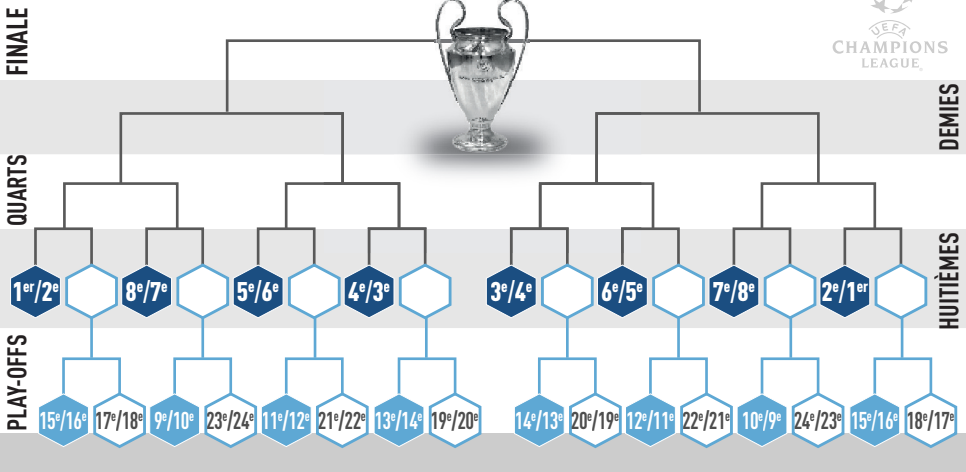 FINALE
UEFA
CHAMPIONS
LEAGUE
DEMIES
QUARTS
HUITIÈMES
1er/2e 8e/7e 5e/6e 4e/3e 3e/4e 6e/5e 7e/8e 2e/1er
PLAY-OFFS
15e/16e 17e/18e 9e/10e 23e/24e 11e/12e 21e/22e 13e/14e 19e/20e 14e/13e 20e/19e 12e/11e 22e/21e 10e/9e 24e/23e 15e/16e 18e/17e